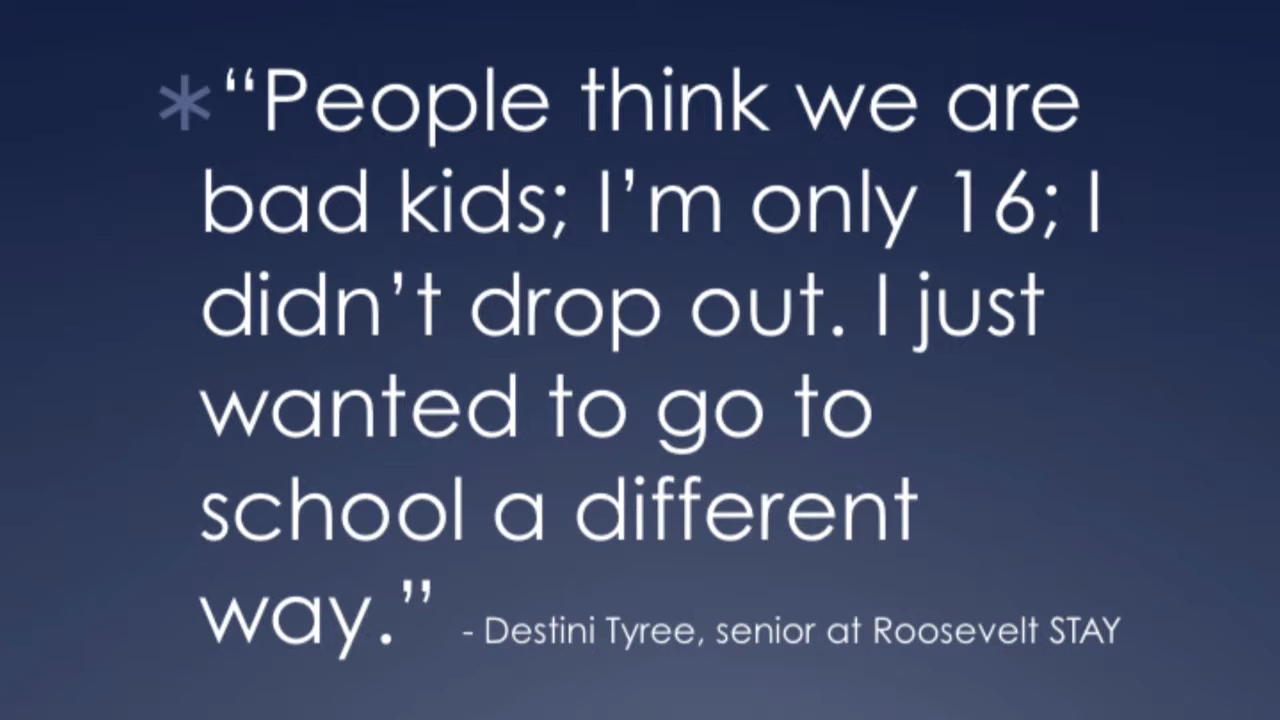 *“People think we are
bad kids; I’m only 16; I
didn’t drop out. I just
wanted to go to
school a different
way.” - Destini Tyree, senior at Roosevelt STAY